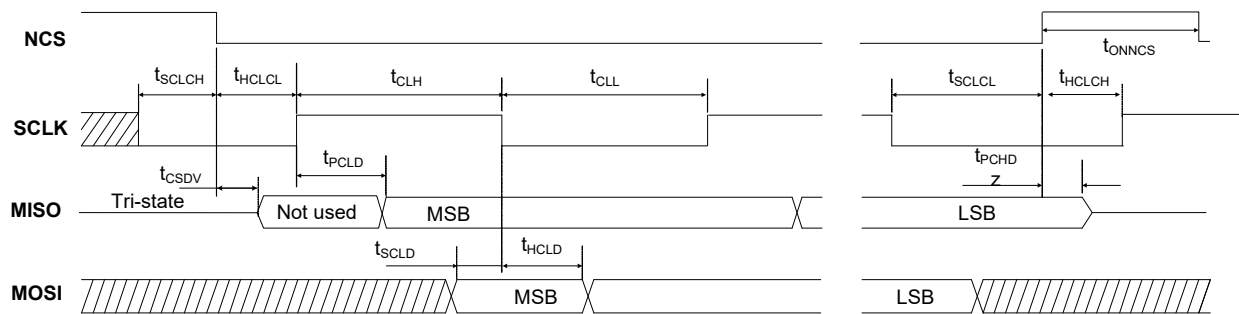 NCS
tONNCS
tSCLCH tHCLCL tCLH tCLL tSCLCL tHCLCH
SCLK
tPCLD tPCHD
tCSDV z
Tri-state
MISO Not used MSB LSB
tSCLD tHCLD
MOSI MSB LSB